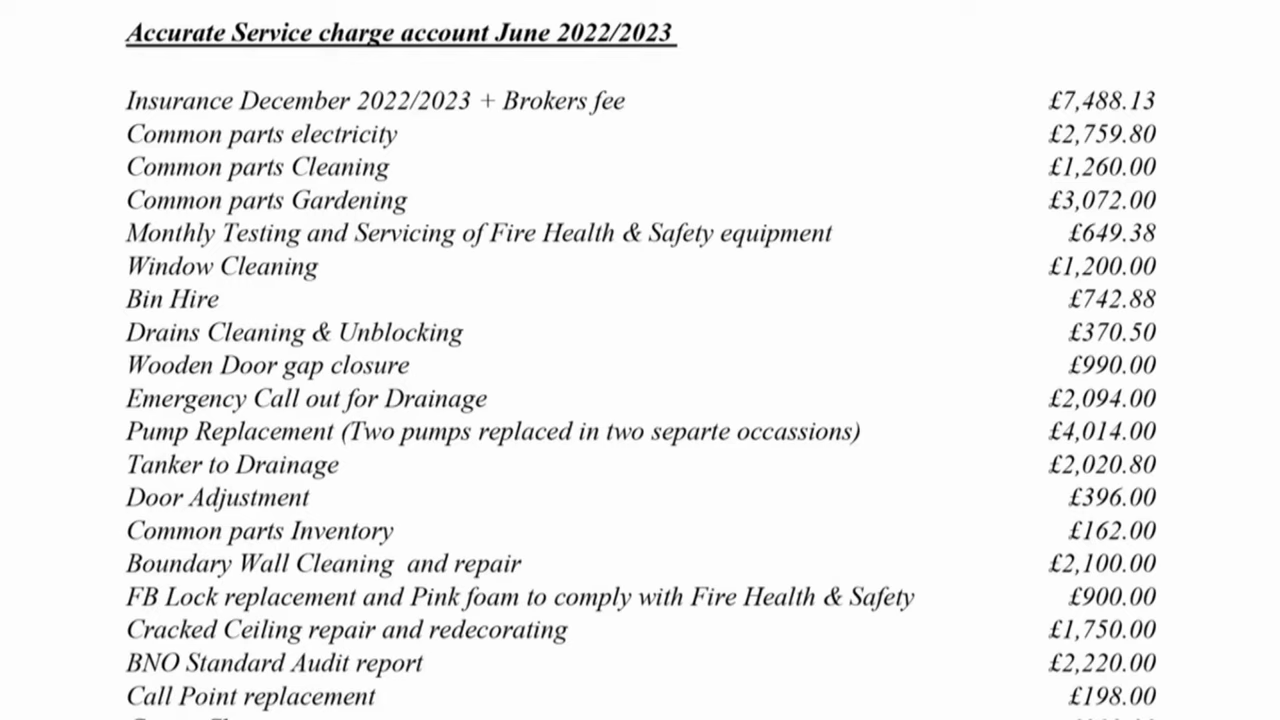 Accurate Service charge account June 2022/2023
Insurance December 2022/2023 + Brokers fee £7,488.13
Common parts electricity £2,759.80
Common parts Cleaning £1,260.00
Common parts Gardening £3,072.00
Monthly Testing and Servicing of Fire Health & Safety equipment £649.38
Window Cleaning £1,200.00
Bin Hire £742.88
Drains Cleaning & Unblocking £370.50
Wooden Door gap closure £990.00
Emergency Call out for Drainage £2,094.00
Pump Replacement (Two pumps replaced in two separte occassions) £4,014.00
Tanker to Drainage £2,020.80
Door Adjustment £396.00
Common parts Inventory £162.00
Boundary Wall Cleaning and repair £2,100.00
FB Lock replacement and Pink foam to comply with Fire Health & Safety £900.00
Cracked Ceiling repair and redecorating £1,750.00
BNO Standard Audit report £2,220.00
Call Point replacement £198.00